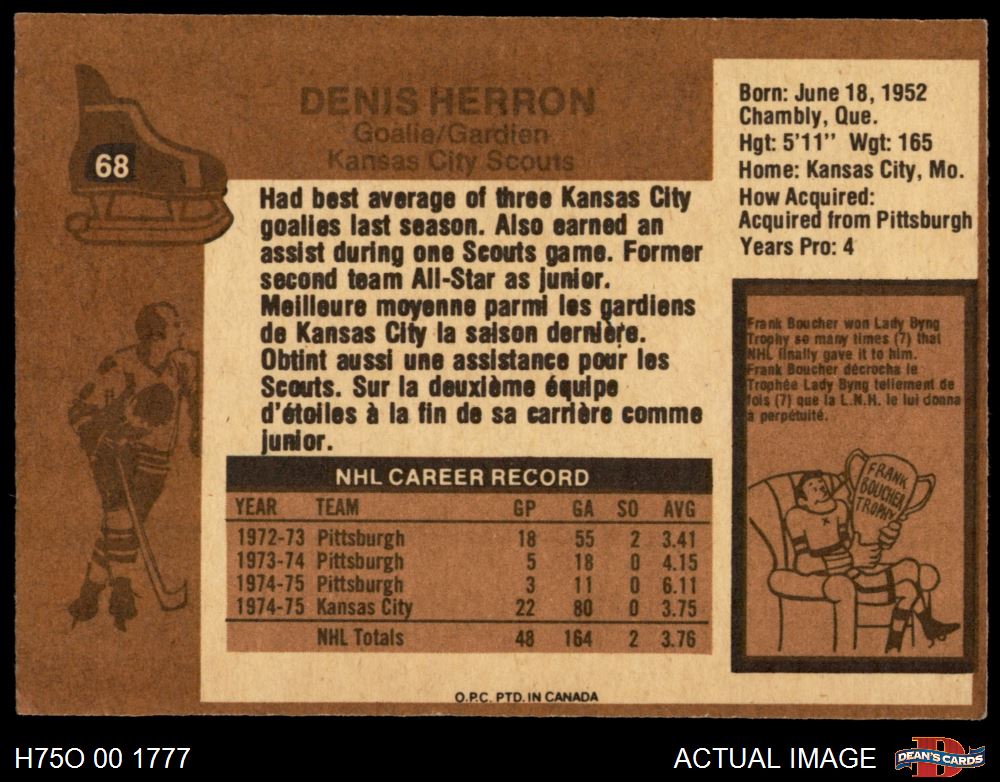 68
DENIS HERRON
Goalie/Gardien
Kansas City Scouts
Had best average of three Kansas City
goalies last season. Also earned an
assist during one Scouts game. Former
second team All-Star as junior.
Meilleure moyenne parmi les gardiens
de Kansas City la saison dernière.
Obtint aussi une assistance pour les
Scouts. Sur la deuxième équipe
d'étoiles à la fin de sa carrière comme
junior.
NHL CAREER RECORD
YEAR TEAM GP GA SO AVG
1972-73 Pittsburgh 18 55 2 3.41
1973-74 Pittsburgh 5 18 0 4.15
1974-75 Pittsburgh 3 11 0 6.11
1974-75 Kansas City 22 80 0 3.75
NHL Totals 48 164 2 3.76
O.P.C. PTD. IN CANADA
Born: June 18, 1952
Chambly, Que.
Hgt: 5'11" Wgt: 165
Home: Kansas City, Mo.
How Acquired:
Acquired from Pittsburgh
Years Pro: 4
Frank Boucher won Lady Byng
Trophy so many times (7) that
NHL finally gave it to him.
Frank Boucher décrocha le
Trophée Lady Byng tellement de
fois (7) que la L.N.H. le lui donna
à perpétuité.
FRANK
BOUCHER
TROPHY
H75O 00 1777
ACTUAL IMAGE
D
DEAN'S CARDS